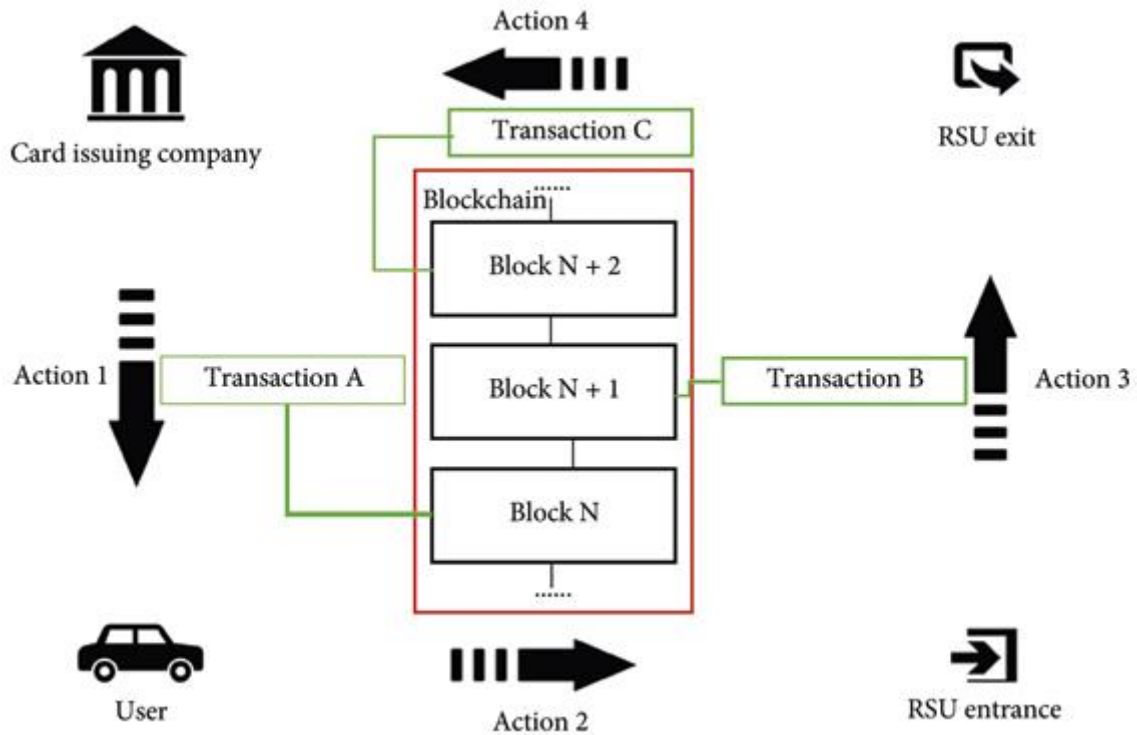 Action 4
Transaction C
Card issuing company
RSU exit
......
Blockchain
Block N + 2
Action 1
Transaction A
Block N + 1
Transaction B
Action 3
Block N
......
User
Action 2
RSU entrance